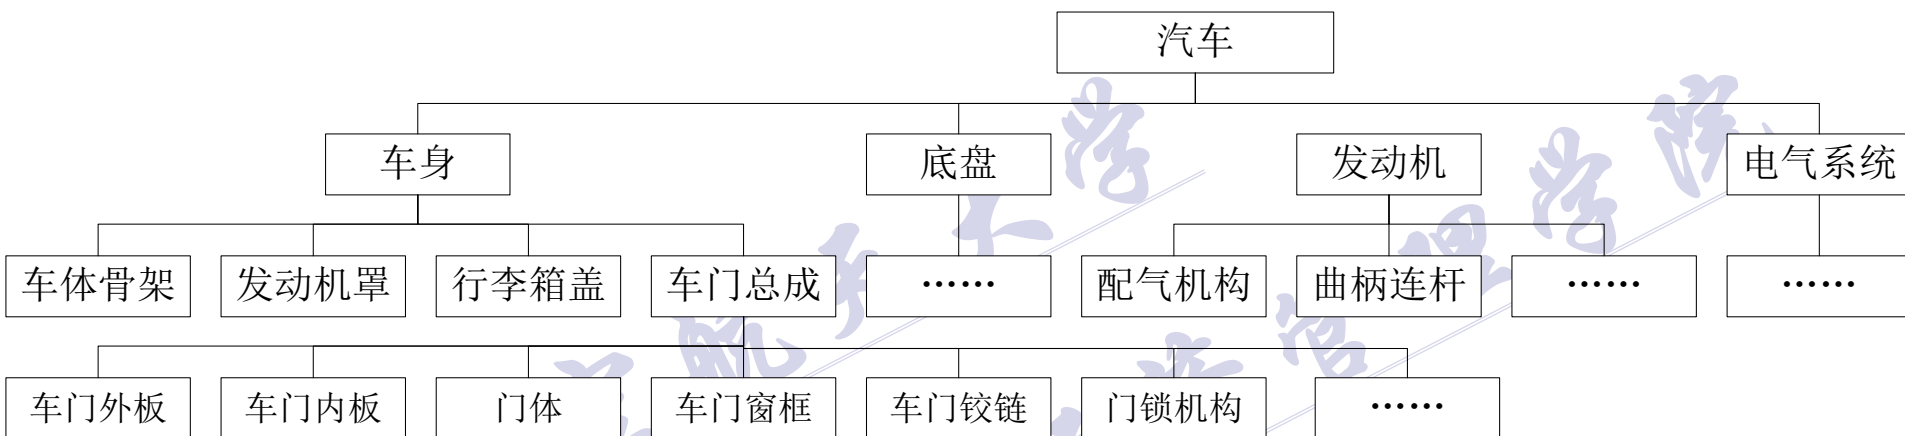 汽车
车身 底盘 发动机 电气系统
车体骨架 发动机罩 行李箱盖 车门总成 …… 配气机构 曲柄连杆 …… ……
车门外板 车门内板 门体 车门窗框 车门铰链 门锁机构 ……